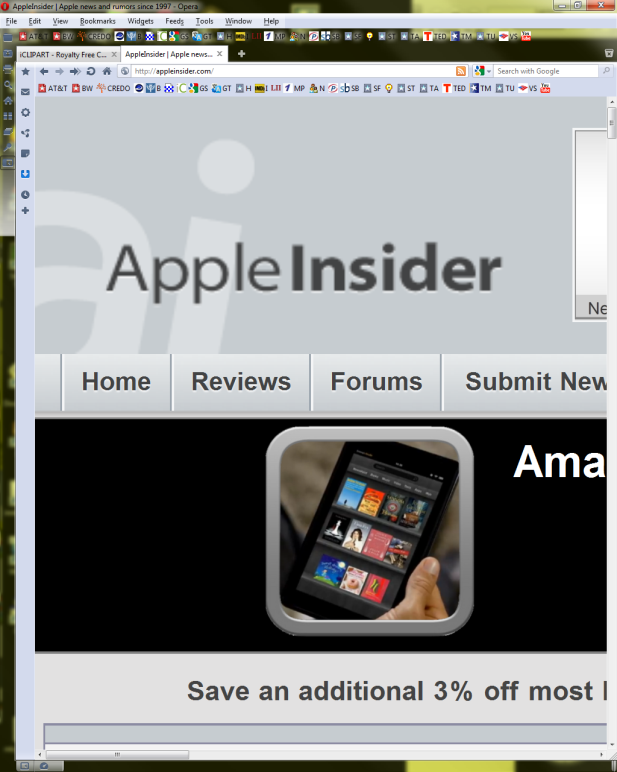 AppleInsider | Apple news and rumors since 1997 - Opera
File Edit View Bookmarks Widgets Feeds Tools Window Help
AT&T BW CREDO B GS GT H I LII MP N SB SF ST TA TED TM TU VS
iCLIPART - Royalty Free C... AppleInsider | Apple news...
http://appleinsider.com/ Search with Google
AT&T BW CREDO B iC GS GT H I LII MP N SB SF ST TA TED TM TU VS
ai
AppleInsider
Ne
Home Reviews Forums Submit New
Ama
Save an additional 3% off most